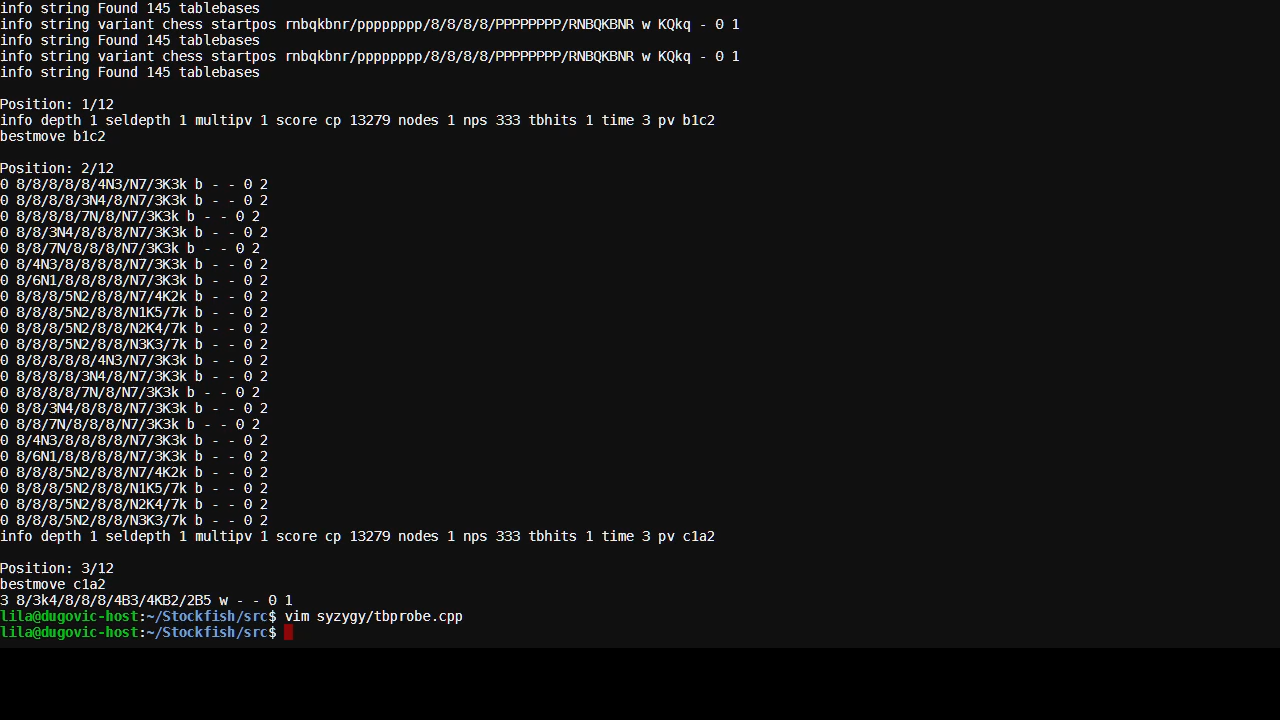 info string Found 145 tablebases
info string variant chess startpos rnbqkbnr/pppppppp/8/8/8/8/PPPPPPPP/RNBQKBNR w KQkq - 0 1
info string Found 145 tablebases
info string variant chess startpos rnbqkbnr/pppppppp/8/8/8/8/PPPPPPPP/RNBQKBNR w KQkq - 0 1
info string Found 145 tablebases
Position: 1/12
info depth 1 seldepth 1 multipv 1 score cp 13279 nodes 1 nps 333 tbhits 1 time 3 pv b1c2
bestmove b1c2
Position: 2/12
0 8/8/8/8/8/4N3/N7/3K3k b - - 0 2
0 8/8/8/8/3N4/8/N7/3K3k b - - 0 2
0 8/8/8/8/7N/8/N7/3K3k b - - 0 2
0 8/8/3N4/8/8/8/N7/3K3k b - - 0 2
0 8/8/7N/8/8/8/N7/3K3k b - - 0 2
0 8/4N3/8/8/8/8/N7/3K3k b - - 0 2
0 8/6N1/8/8/8/8/N7/3K3k b - - 0 2
0 8/8/8/5N2/8/8/N7/4K2k b - - 0 2
0 8/8/8/5N2/8/8/N1K5/7k b - - 0 2
0 8/8/8/5N2/8/8/N2K4/7k b - - 0 2
0 8/8/8/5N2/8/8/N3K3/7k b - - 0 2
0 8/8/8/8/8/4N3/N7/3K3k b - - 0 2
0 8/8/8/8/3N4/8/N7/3K3k b - - 0 2
0 8/8/8/8/7N/8/N7/3K3k b - - 0 2
0 8/8/3N4/8/8/8/N7/3K3k b - - 0 2
0 8/8/7N/8/8/8/N7/3K3k b - - 0 2
0 8/4N3/8/8/8/8/N7/3K3k b - - 0 2
0 8/6N1/8/8/8/8/N7/3K3k b - - 0 2
0 8/8/8/5N2/8/8/N7/4K2k b - - 0 2
0 8/8/8/5N2/8/8/N1K5/7k b - - 0 2
0 8/8/8/5N2/8/8/N2K4/7k b - - 0 2
0 8/8/8/5N2/8/8/N3K3/7k b - - 0 2
info depth 1 seldepth 1 multipv 1 score cp 13279 nodes 1 nps 333 tbhits 1 time 3 pv c1a2
Position: 3/12
bestmove c1a2
3 8/3k4/8/8/8/4B3/4KB2/2B5 w - - 0 1
lila@dugovic-host:~/Stockfish/src$ vim syzygy/tbprobe.cpp
lila@dugovic-host:~/Stockfish/src$